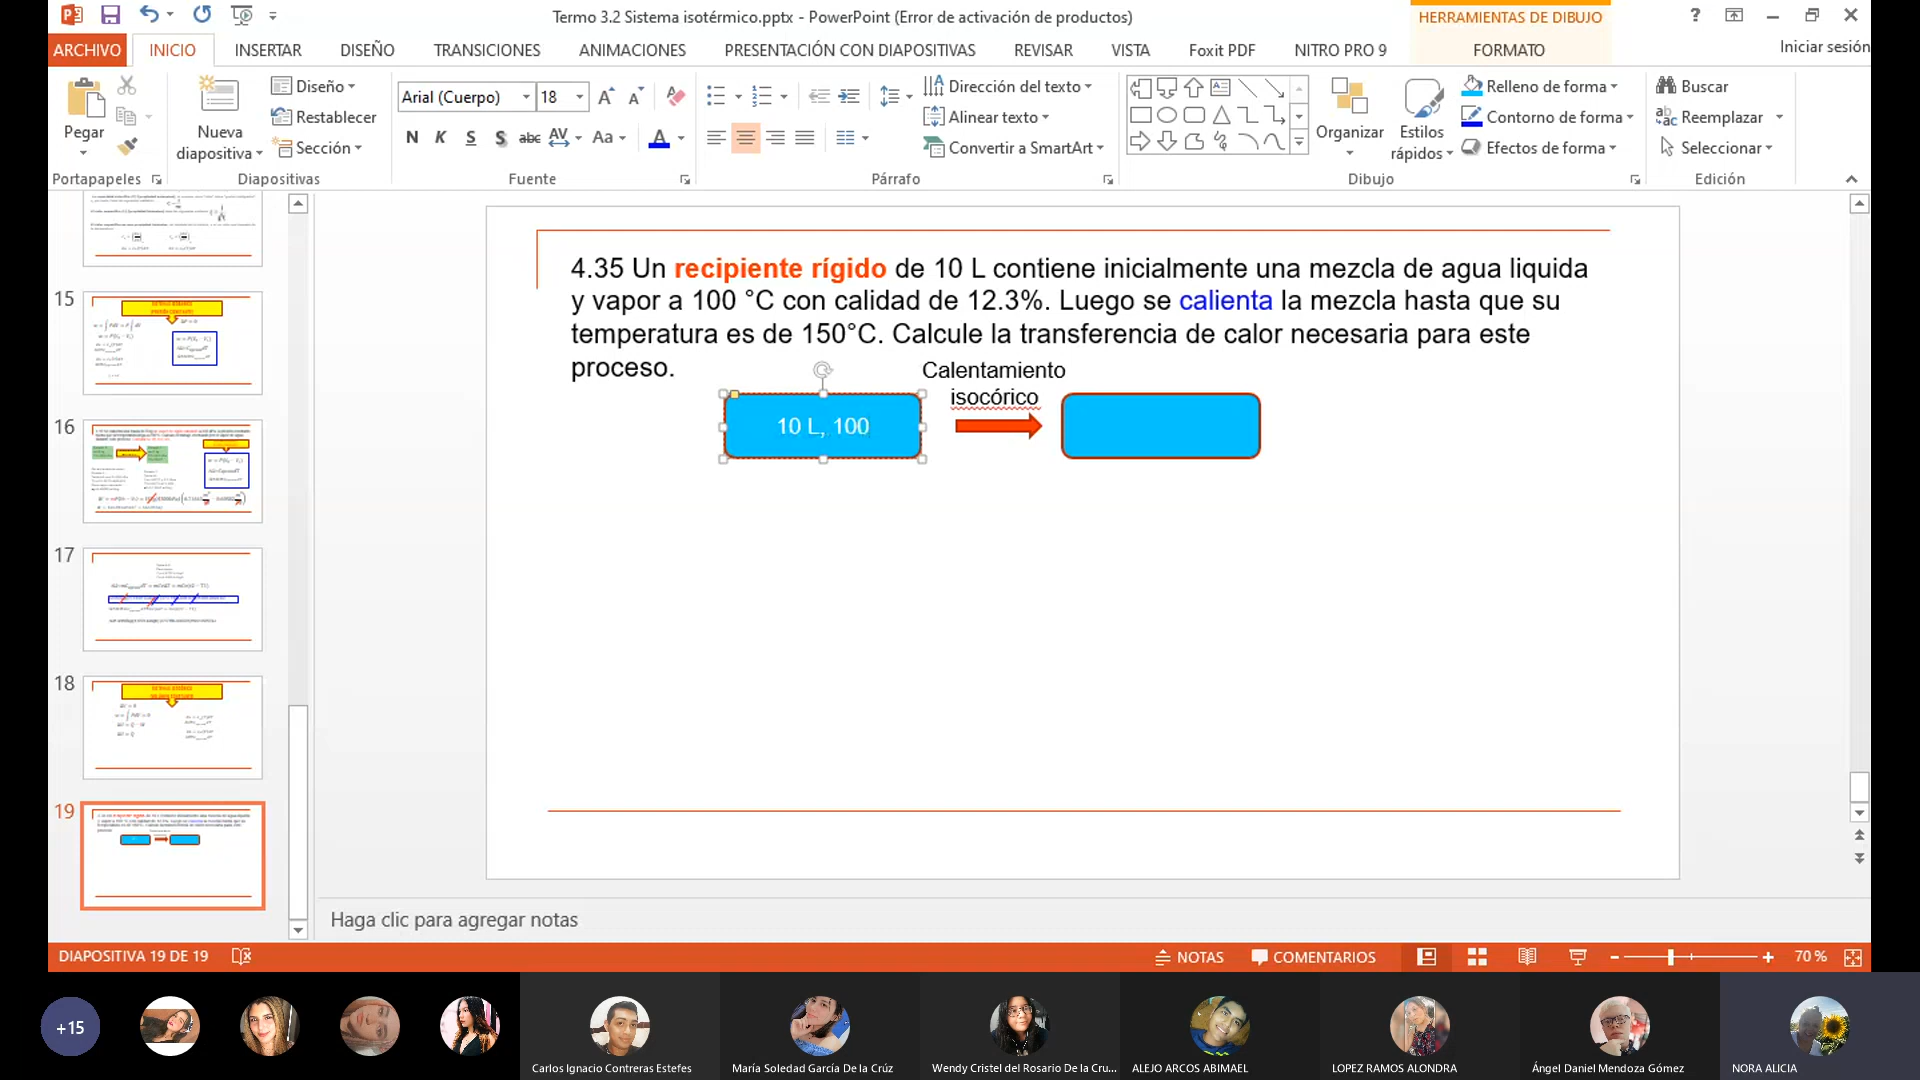 Termo 3.2 Sistema isotérmico.pptx - PowerPoint (Error de activación de productos)
HERRAMIENTAS DE DIBUJO
?
ARCHIVO INICIO INSERTAR DISEÑO TRANSICIONES ANIMACIONES PRESENTACIÓN CON DIAPOSITIVAS REVISAR VISTA Foxit PDF NITRO PRO 9 FORMATO Iniciar sesión
Pegar
Nueva diapositiva
Diseño
Restablecer
Sección
Arial (Cuerpo) 18
N K S S abc AV Aa A
Dirección del texto
Alinear texto
Convertir a SmartArt
Organizar
Estilos rápidos
Relleno de forma
Contorno de forma
Efectos de forma
Buscar
Reemplazar
Seleccionar
Portapapeles Diapositivas Fuente Párrafo Dibujo Edición
15
16
17
18
19
4.35 Un recipiente rígido de 10 L contiene inicialmente una mezcla de agua liquida
y vapor a 100 °C con calidad de 12.3%. Luego se calienta la mezcla hasta que su
temperatura es de 150°C. Calcule la transferencia de calor necesaria para este
proceso.
Calentamiento
isocórico
10 L, 100
Haga clic para agregar notas
DIAPOSITIVA 19 DE 19 NOTAS COMENTARIOS 70 %
+15
Carlos Ignacio Contreras Estefes
María Soledad García De la Crúz
Wendy Cristel del Rosario De la Cru...
ALEJO ARCOS ABIMAEL
LOPEZ RAMOS ALONDRA
Ángel Daniel Mendoza Gómez
NORA ALICIA